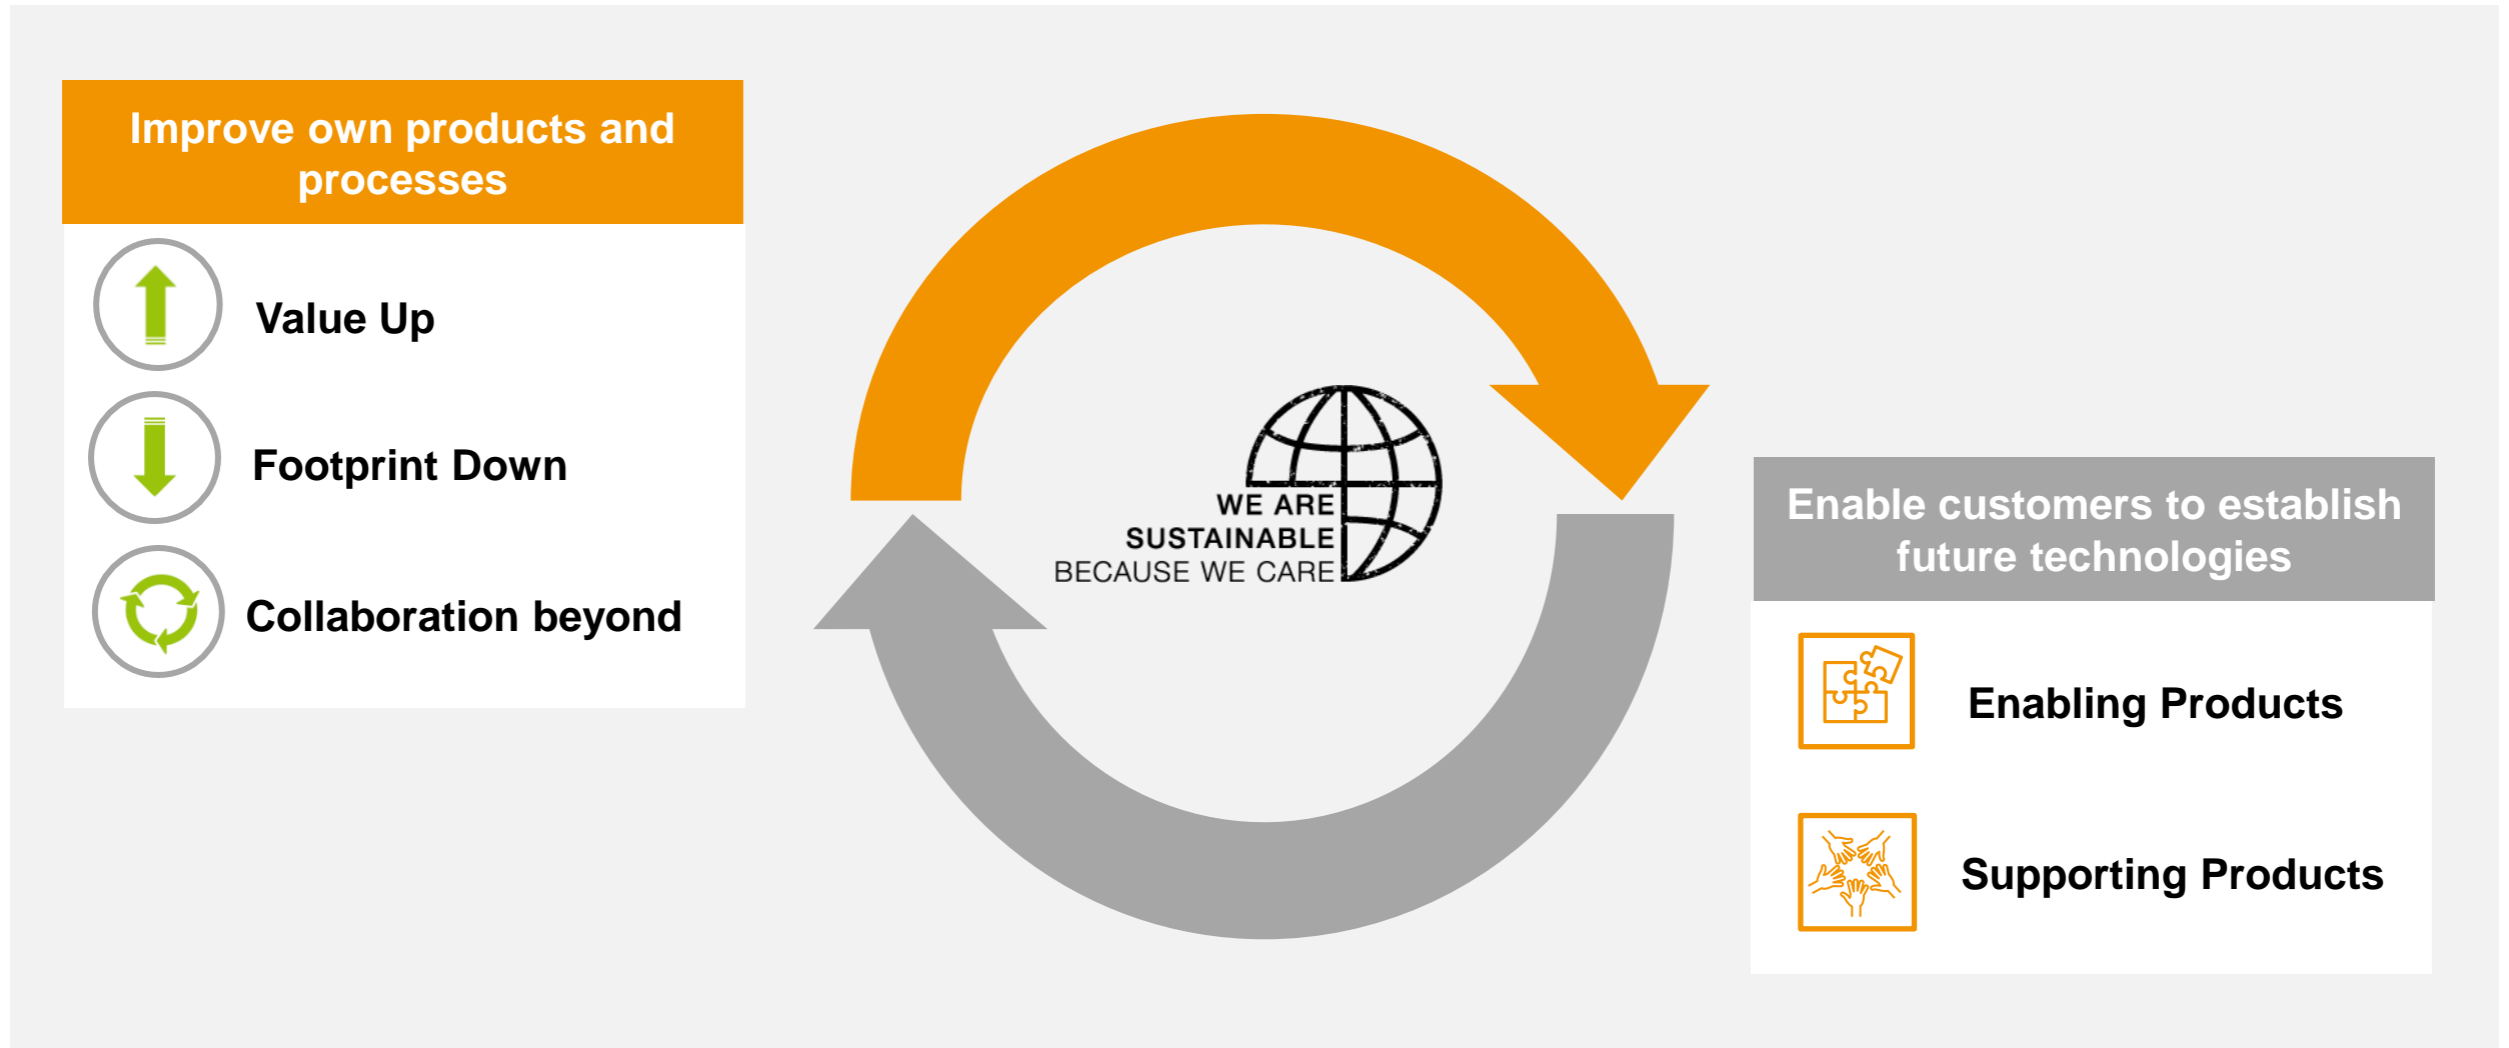 Improve own products and
processes
Value Up
Footprint Down
Collaboration beyond
WE ARE
SUSTAINABLE
BECAUSE WE CARE
Enable customers to establish
future technologies
Enabling Products
Supporting Products